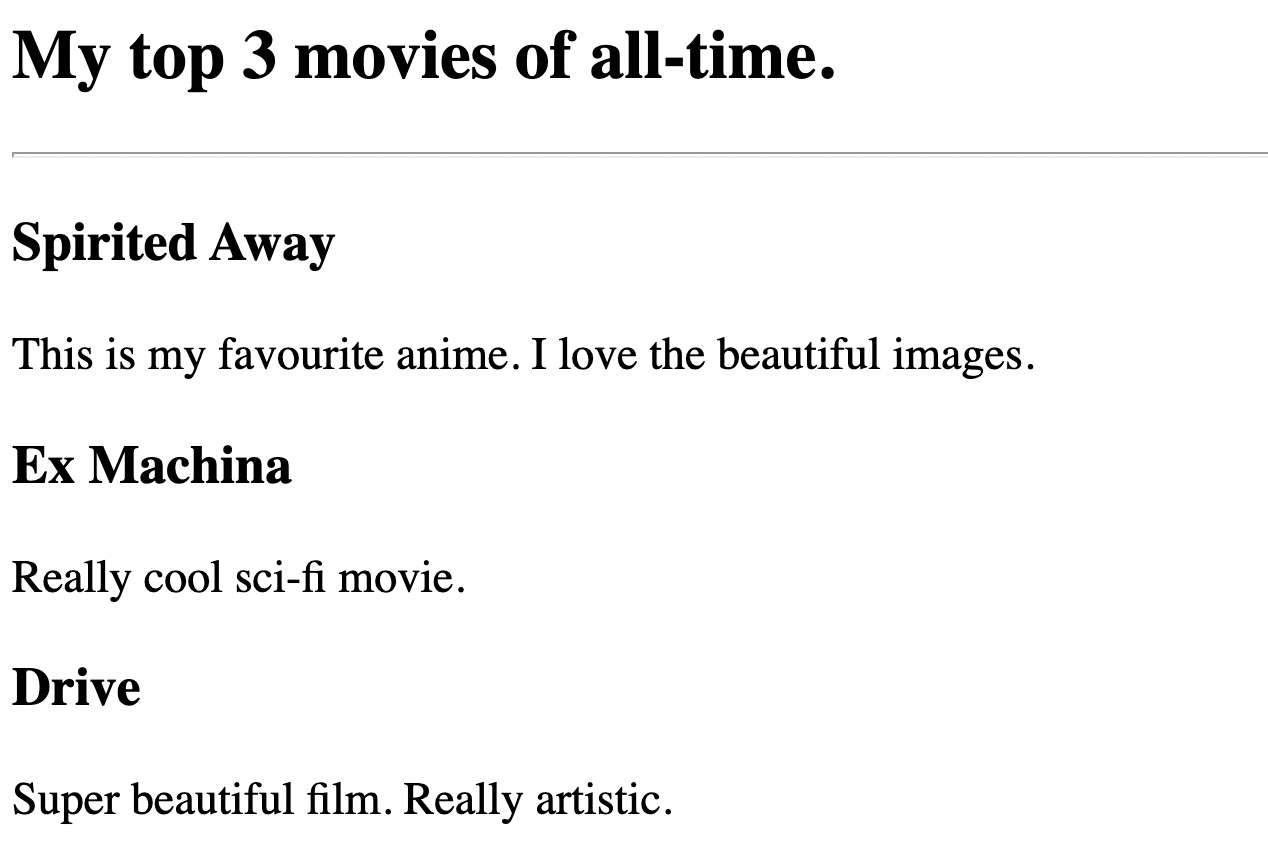 My top 3 movies of all-time.
Spirited Away
This is my favourite anime. I love the beautiful images.
Ex Machina
Really cool sci-fi movie.
Drive
Super beautiful film. Really artistic.